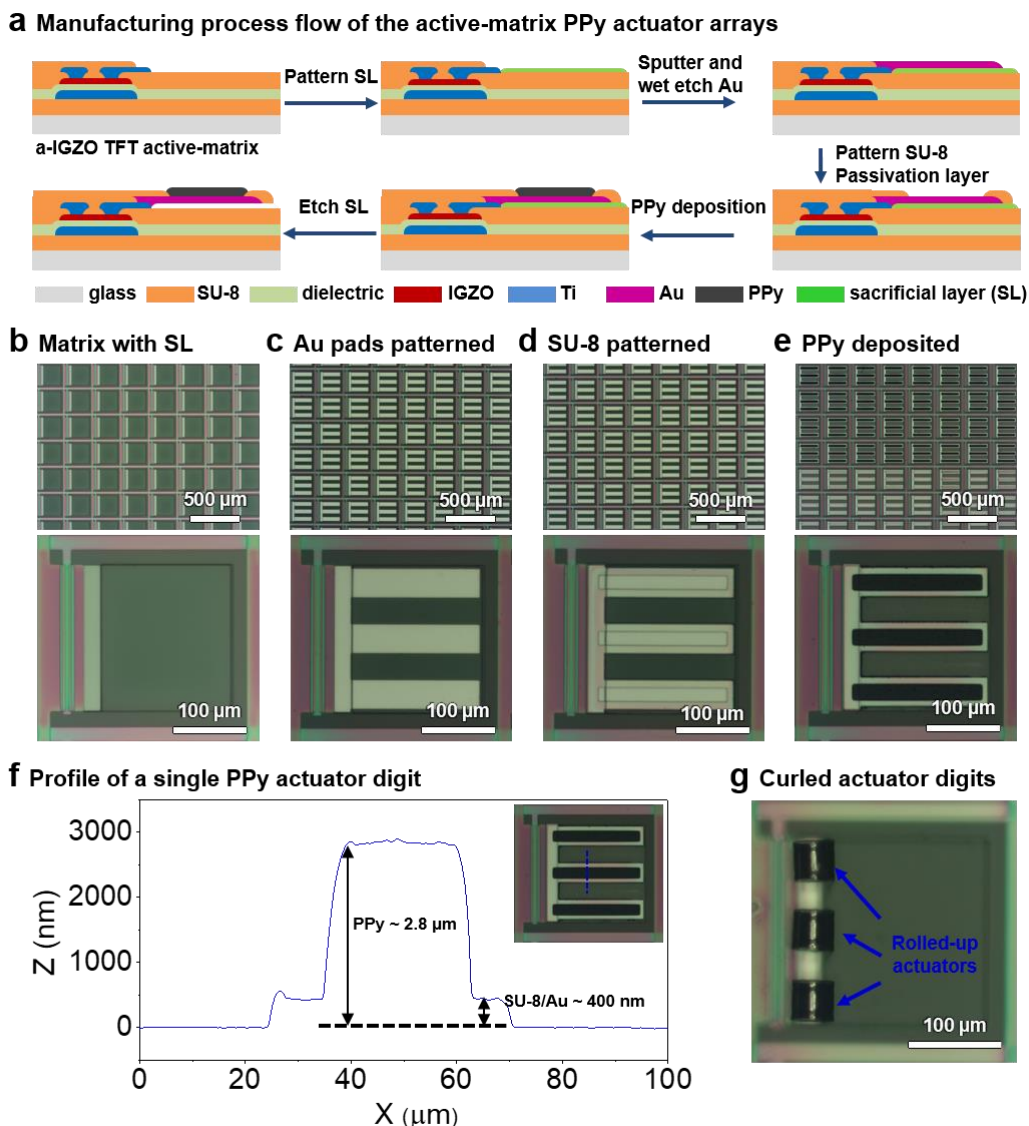 a Manufacturing process flow of the active-matrix PPy actuator arrays
Pattern SL
Sputter and
wet etch Au
a-IGZO TFT active-matrix
Pattern SU-8
Passivation layer
Etch SL
PPy deposition
glass SU-8 dielectric IGZO Ti Au PPy sacrificial layer (SL)
b Matrix with SL
c Au pads patterned
d SU-8 patterned
e PPy deposited
500 µm
500 µm
500 µm
500 µm
100 µm
100 µm
100 µm
100 µm
f Profile of a single PPy actuator digit
Z (nm)
3000
2000
1000
0
PPy ~ 2.8 µm
SU-8/Au ~ 400 nm
0 20 40 60 80 100
X (µm)
g Curled actuator digits
Rolled-up
actuators
100 µm